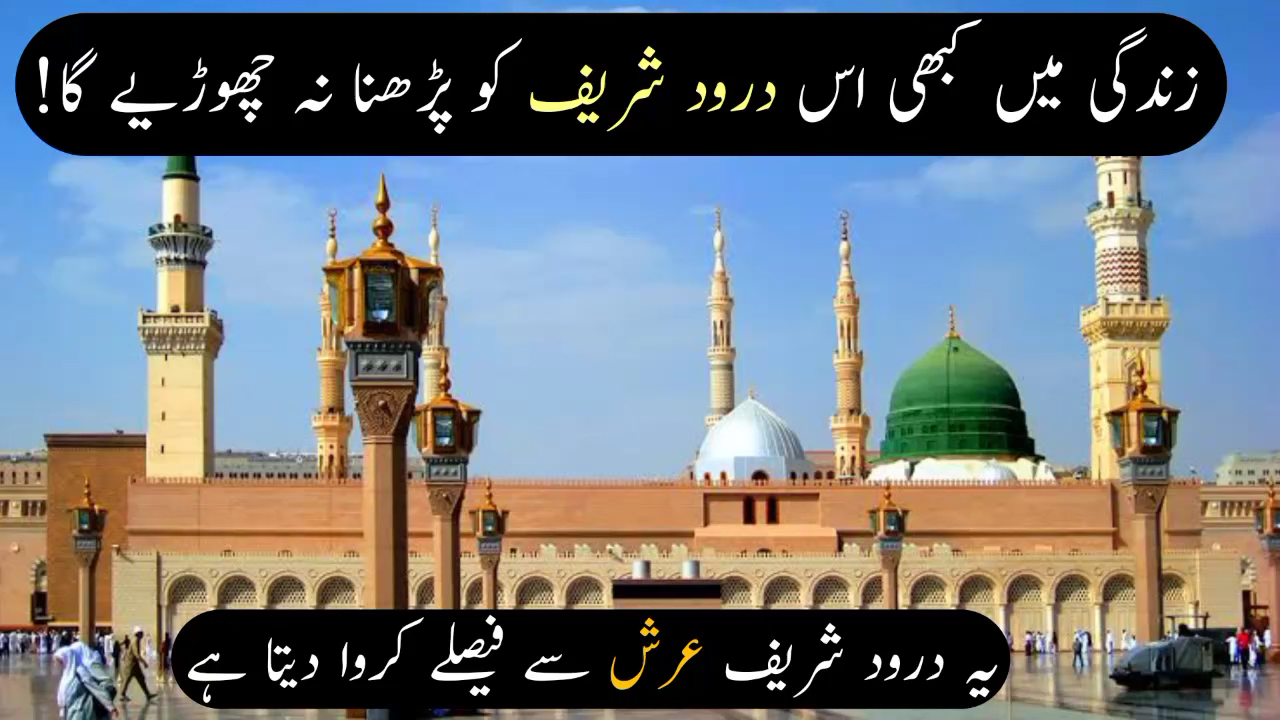 زندگی میں کبھی اس درود شریف کو پڑھنا نہ چھوڑیے گا!
یہ درود شریف عرش سے فیصلے کروا دیتا ہے